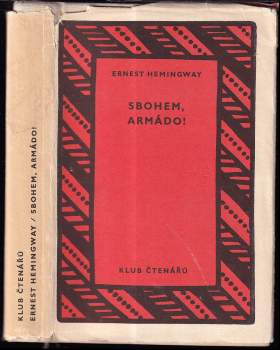 ERNEST HEMINGWAY
SBOHEM,
ARMÁDO!
KLUB ČTENÁŘŮ
KLUB ČTENÁŘŮ
ERNEST HEMINGWAY / SBOHEM, ARMÁDO!